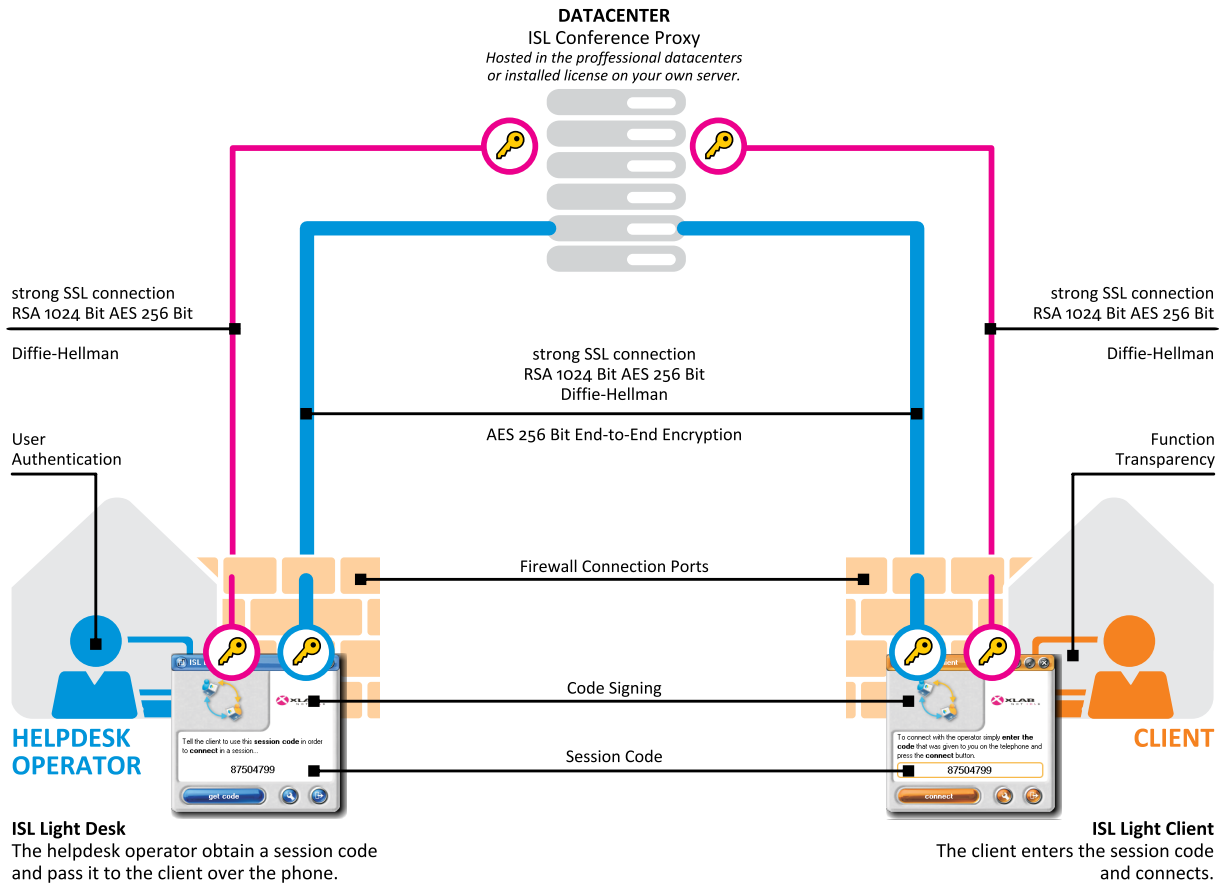 DATACENTER
ISL Conference Proxy
Hosted in the proffessional datacenters
or installed license on your own server.
strong SSL connection
RSA 1024 Bit AES 256 Bit
Diffie-Hellman
strong SSL connection
RSA 1024 Bit AES 256 Bit
Diffie-Hellman
strong SSL connection
RSA 1024 Bit AES 256 Bit
Diffie-Hellman
AES 256 Bit End-to-End Encryption
User
Authentication
Function
Transparency
Firewall Connection Ports
ISL
Code Signing
XLAB
Session Code
HELPDESK
OPERATOR
CLIENT
Tell the client to use this session code in order
to connect in a session...
87504799
get code
To connect with the operator simply enter the
code that was given to you on the telephone and
press the connect button.
87504799
connect
ISL Light Desk
The helpdesk operator obtain a session code
and pass it to the client over the phone.
ISL Light Client
The client enters the session code
and connects.